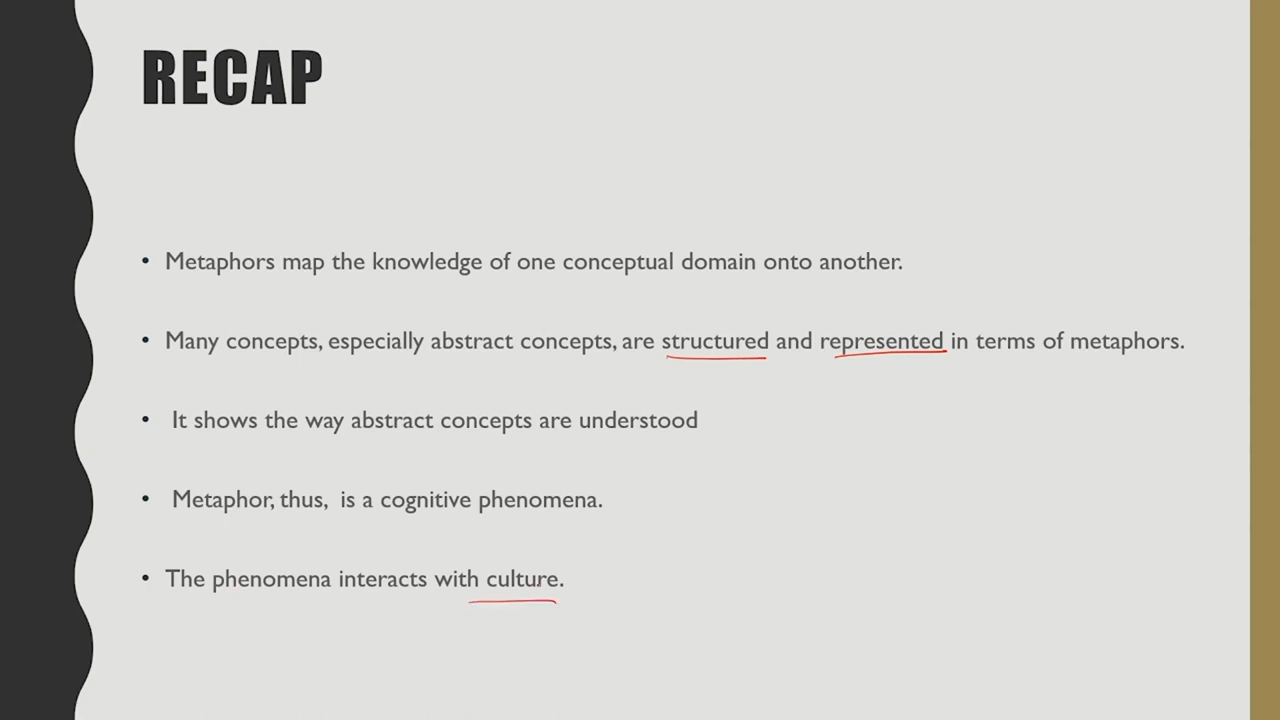 RECAP
• Metaphors map the knowledge of one conceptual domain onto another.
• Many concepts, especially abstract concepts, are structured and represented in terms of metaphors.
• It shows the way abstract concepts are understood
• Metaphor, thus, is a cognitive phenomena.
• The phenomena interacts with culture.